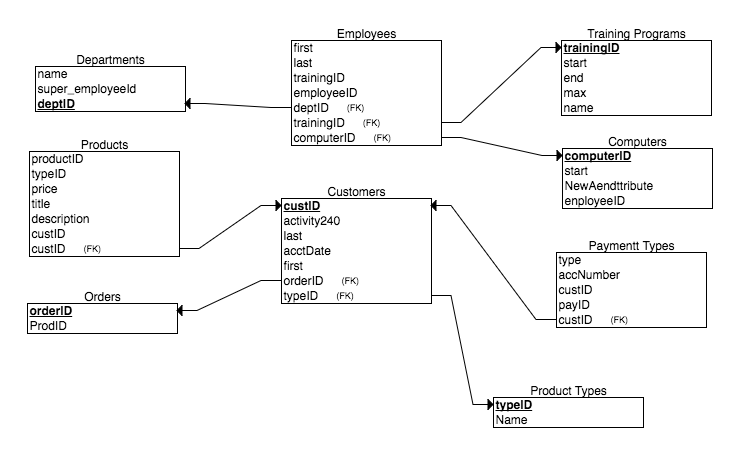 Employees
first
last
trainingID
employeeID
deptID (FK)
trainingID (FK)
computerID (FK)
Training Programs
trainingID
start
end
max
name
Departments
name
super_employeeId
deptID
Products
productID
typeID
price
title
description
custID
custID (FK)
Computers
computerID
start
NewAendttribute
enployeeID
Customers
custID
activity240
last
acctDate
first
orderID (FK)
typeID (FK)
Paymentt Types
type
accNumber
custID
payID
custID (FK)
Orders
orderID
ProdID
Product Types
typeID
Name